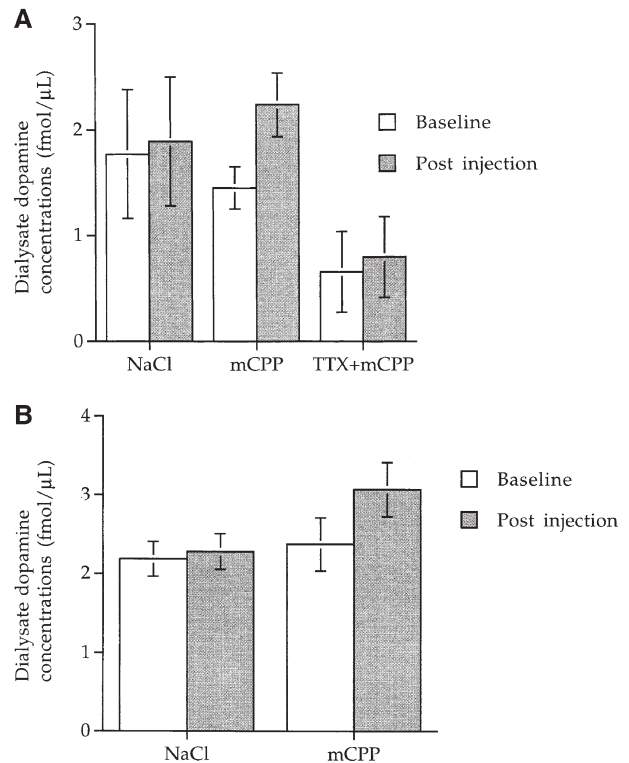 A
Dialysate dopamine
concentrations (fmol/μL)
3
2
1
0
NaCl
mCPP
TTX+mCPP
Baseline
Post injection
B
Dialysate dopamine
concentrations (fmol/μL)
4
3
2
1
0
NaCl
mCPP
Baseline
Post injection